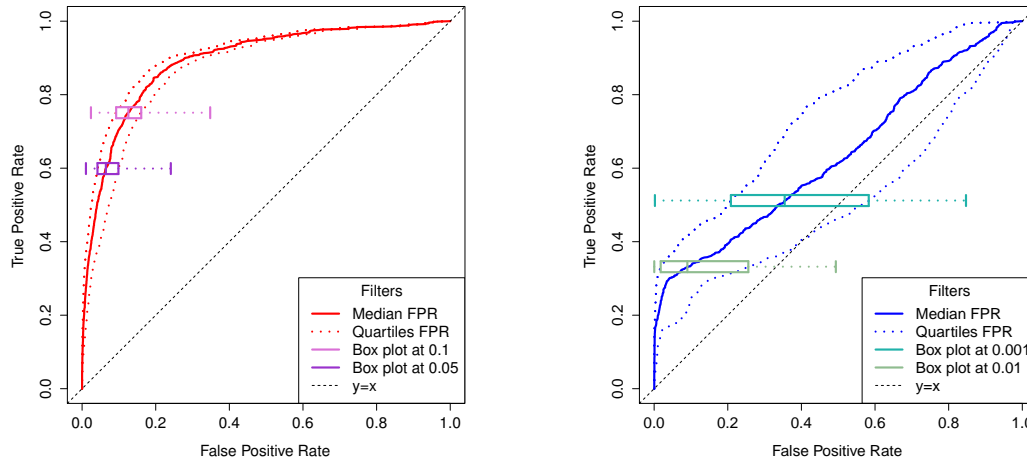 1.0
0.8
0.6
0.4
0.2
0.0
True Positive Rate
0.0 0.2 0.4 0.6 0.8 1.0
False Positive Rate
Filters
Median FPR
Quartiles FPR
Box plot at 0.1
Box plot at 0.05
y=x
1.0
0.8
0.6
0.4
0.2
0.0
True Positive Rate
0.0 0.2 0.4 0.6 0.8 1.0
False Positive Rate
Filters
Median FPR
Quartiles FPR
Box plot at 0.001
Box plot at 0.01
y=x